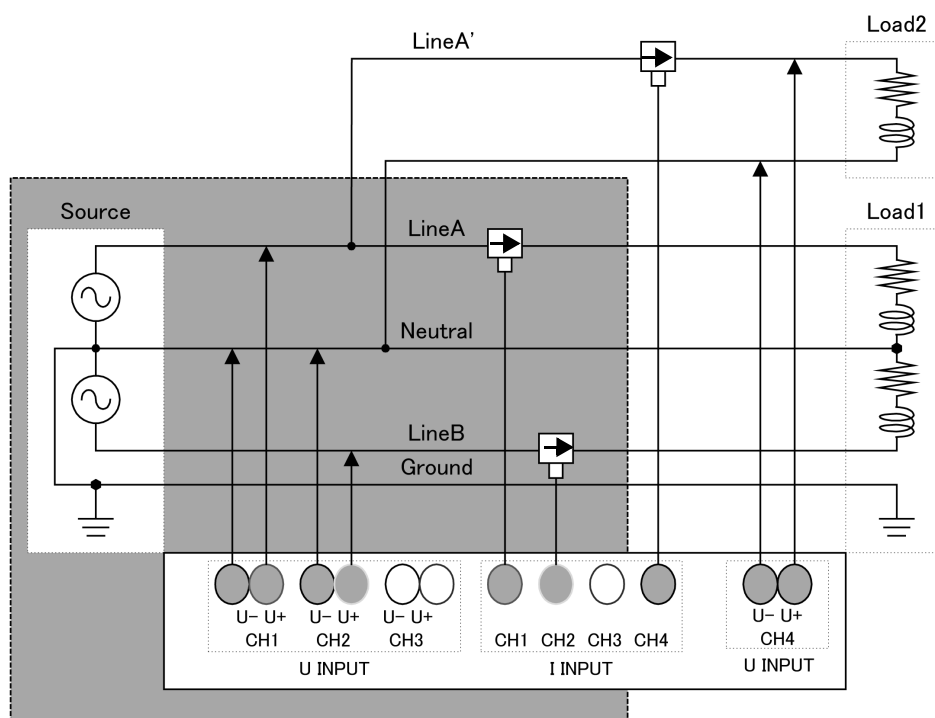 Load2
LineA'
Source
LineA
Load1
Neutral
LineB
Ground
U- U+ U- U+ U- U+ CH1 CH2 CH3 CH4 U- U+
CH1 CH2 CH3 CH4
U INPUT I INPUT U INPUT